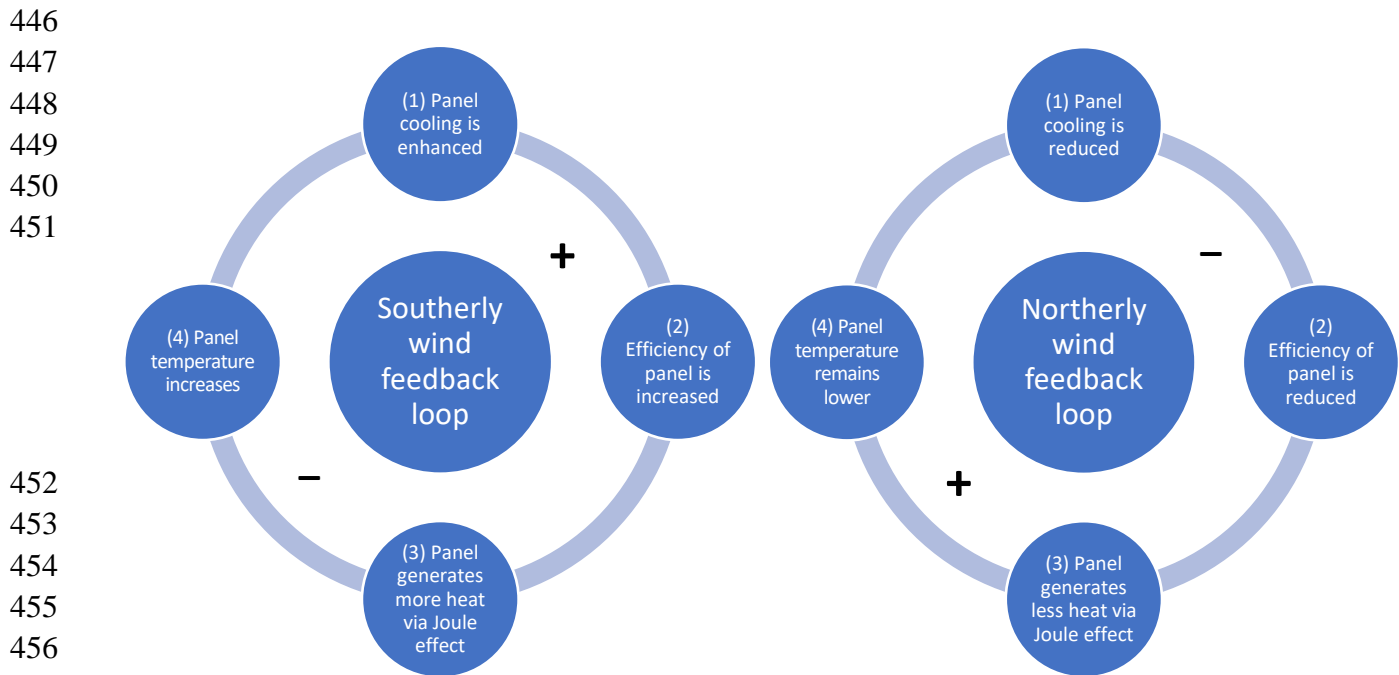 446
447
448
449
450
451
452
453
454
455
456
(1) Panel
cooling is
enhanced
+
(2)
Efficiency of
panel is
increased
(3) Panel
generates
more heat
via Joule
effect
–
(4) Panel
temperature
increases
Southerly
wind
feedback
loop
(1) Panel
cooling is
reduced
–
(2)
Efficiency of
panel is
reduced
(3) Panel
generates
less heat via
Joule effect
+
(4) Panel
temperature
remains
lower
Northerly
wind
feedback
loop